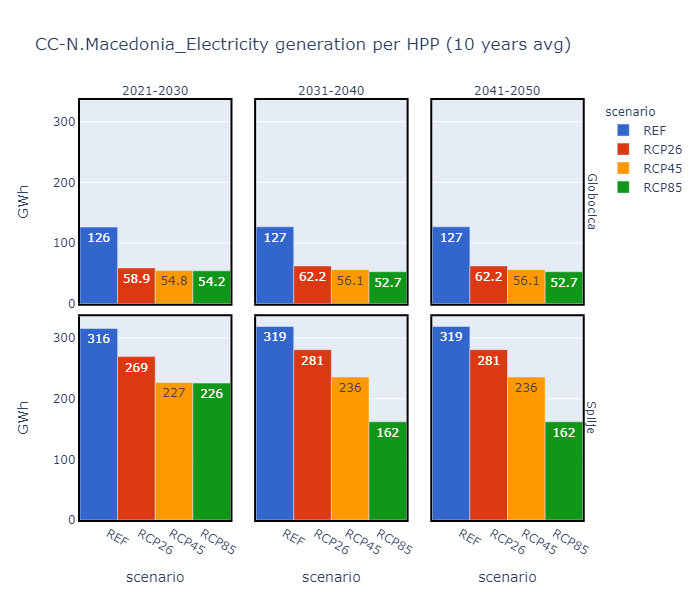 CC-N.Macedonia_Electricity generation per HPP (10 years avg)
2021-2030
2031-2040
2041-2050
scenario
REF
RCP26
RCP45
RCP85
GWh
300
200
100
0
126
58.9
54.8
54.2
127
62.2
56.1
52.7
127
62.2
56.1
52.7
Globocica
GWh
300
200
100
0
316
269
227
226
319
281
236
162
319
281
236
162
Spilje
REF
RCP26
RCP45
RCP85
REF
RCP26
RCP45
RCP85
REF
RCP26
RCP45
RCP85
scenario
scenario
scenario